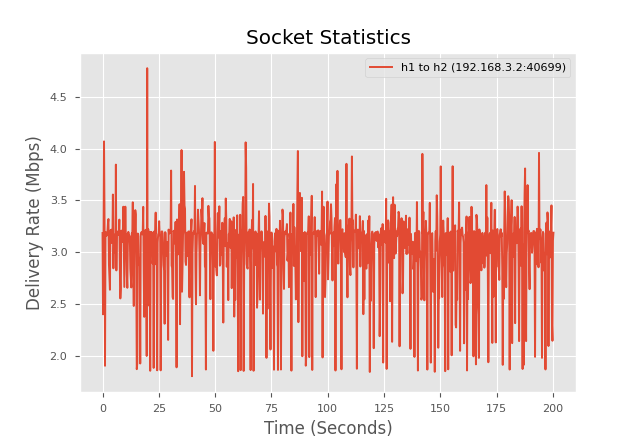 Socket Statistics
h1 to h2 (192.168.3.2:40699)
Delivery Rate (Mbps)
4.5
4.0
3.5
3.0
2.5
2.0
0 25 50 75 100 125 150 175 200
Time (Seconds)